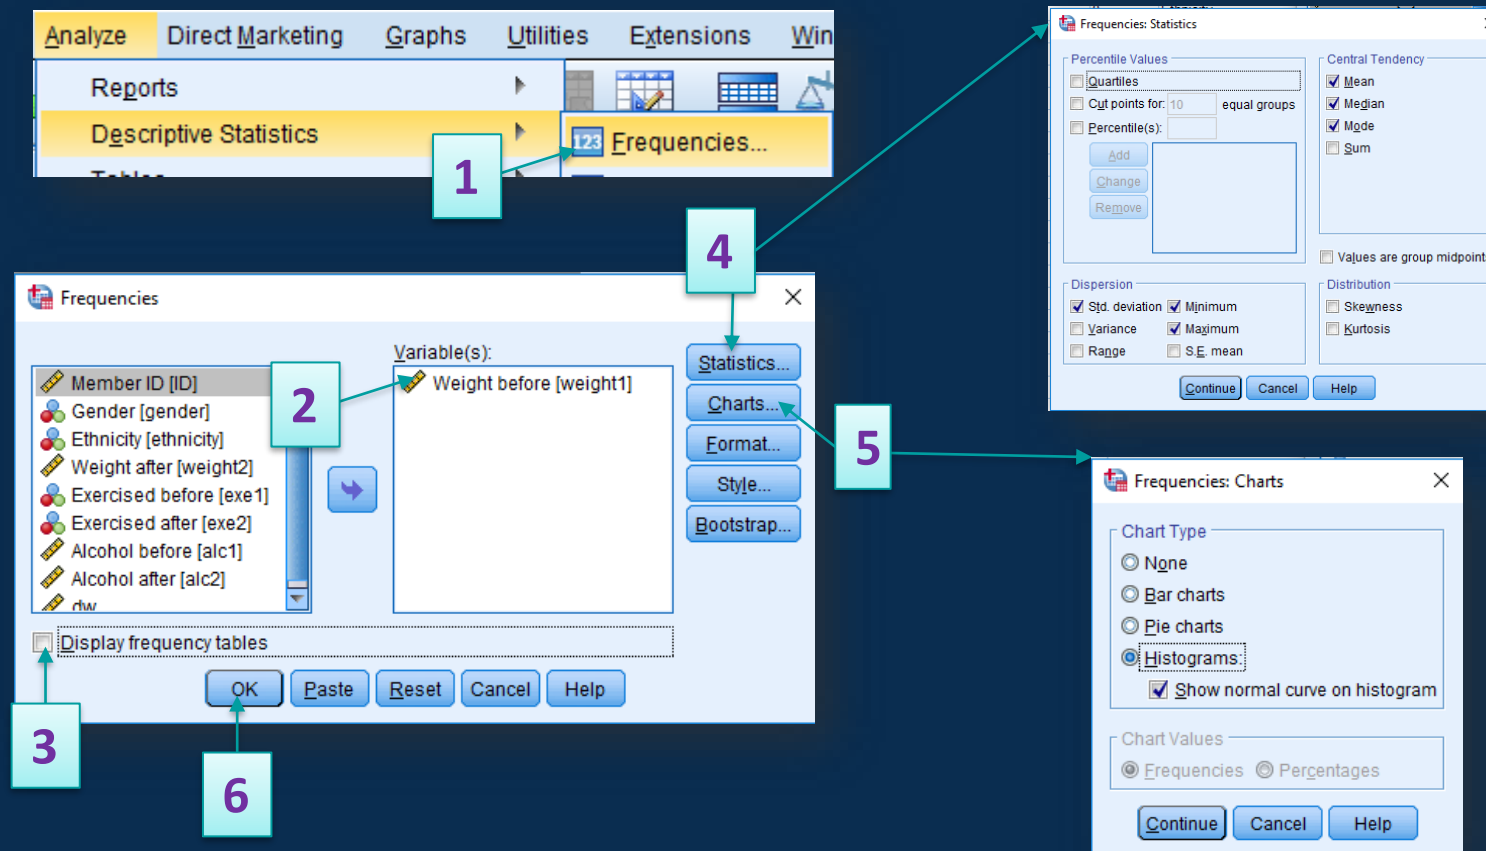 Analyze Direct Marketing Graphs Utilities Extensions Win
Reports
Descriptive Statistics
123 Frequencies...
Tables
1
Frequencies
Member ID [ID]
Gender [gender]
Ethnicity [ethnicity]
Weight after [weight2]
Exercised before [exe1]
Exercised after [exe2]
Alcohol before [alc1]
Alcohol after [alc2]
dw
2
Variable(s):
Weight before [weight1]
Statistics...
Charts...
Format...
Style...
Bootstrap...
Display frequency tables
OK Paste Reset Cancel Help
3
6
4
5
Frequencies: Statistics
Percentile Values
Quartiles
Cut points for: 10 equal groups
Percentile(s):
Add
Change
Remove
Central Tendency
Mean
Median
Mode
Sum
Values are group midpoint
Dispersion
Std. deviation Minimum
Variance Maximum
Range S.E. mean
Distribution
Skewness
Kurtosis
Continue Cancel Help
Frequencies: Charts
Chart Type
None
Bar charts
Pie charts
Histograms:
Show normal curve on histogram
Chart Values
Frequencies Percentages
Continue Cancel Help